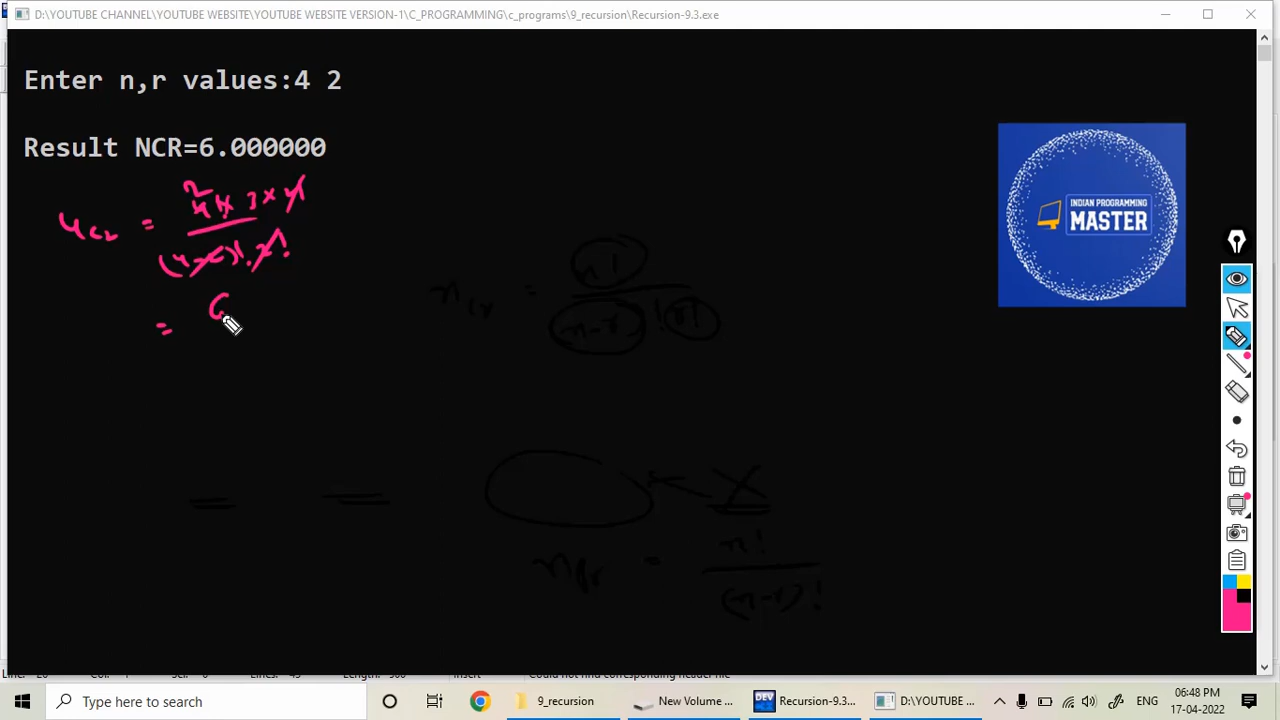 D:\YOUTUBE CHANNEL\YOUTUBE WEBSITE\YOUTUBE WEBSITE VERSION-1\C_PROGRAMMING\c_programs\9_recursion\Recursion-9.3.exe
Enter n,r values:4 2
Result NCR=6.000000
INDIAN PROGRAMMING
MASTER
= 6
n!
(n-r)! r!
n!
(n-r)!
Type here to search
9_recursion
New Volume ...
DEV
Recursion-9.3...
D:\YOUTUBE ...
ENG
06:48 PM
17-04-2022